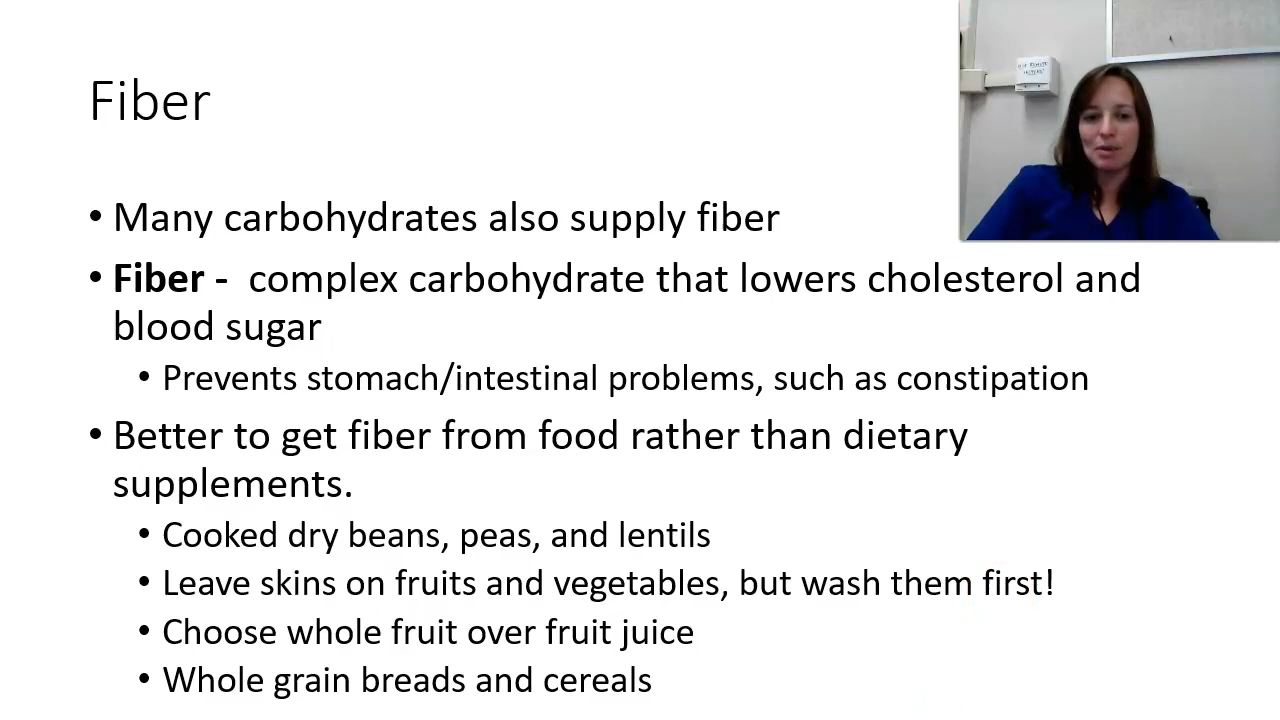 Fiber
• Many carbohydrates also supply fiber
• Fiber - complex carbohydrate that lowers cholesterol and
blood sugar
• Prevents stomach/intestinal problems, such as constipation
• Better to get fiber from food rather than dietary
supplements.
• Cooked dry beans, peas, and lentils
• Leave skins on fruits and vegetables, but wash them first!
• Choose whole fruit over fruit juice
• Whole grain breads and cereals